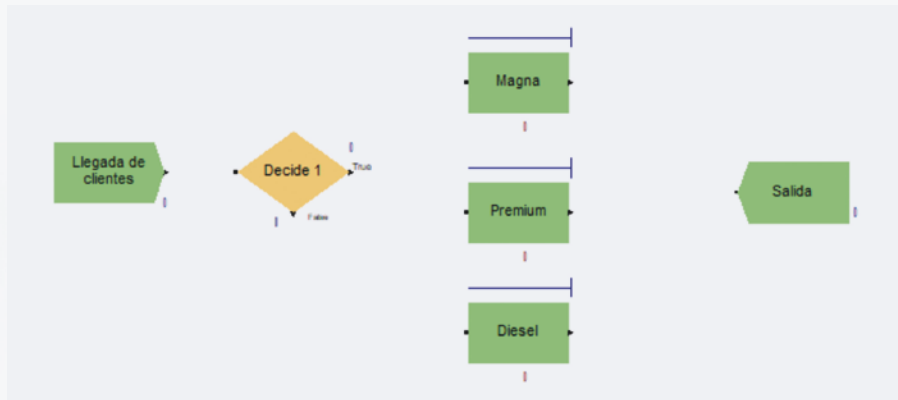 Magna
Llegada de
clientes
Decide 1
True
False
Premium
Salida
Diesel